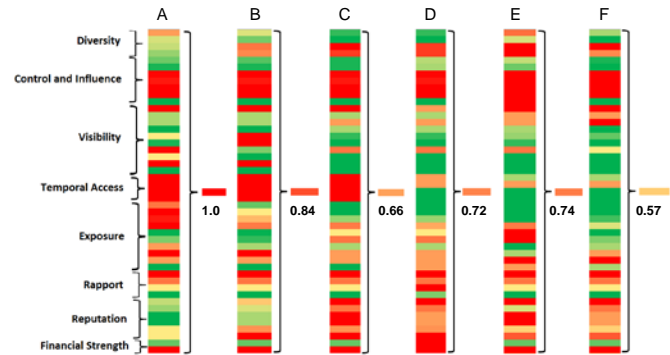 A B C D E F
Diversity
Control and Influence
Visibility
Temporal Access
1.0 0.84 0.66 0.72 0.74 0.57
Exposure
Rapport
Reputation
Financial Strength